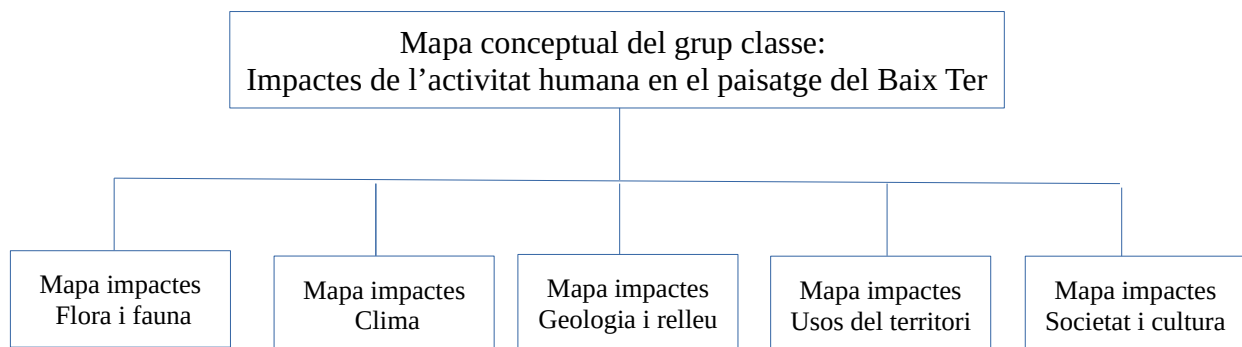 Mapa conceptual del grup classe:
Impactes de l’activitat humana en el paisatge del Baix Ter
Mapa impactes
Flora i fauna
Mapa impactes
Clima
Mapa impactes
Geologia i relleu
Mapa impactes
Usos del territori
Mapa impactes
Societat i cultura